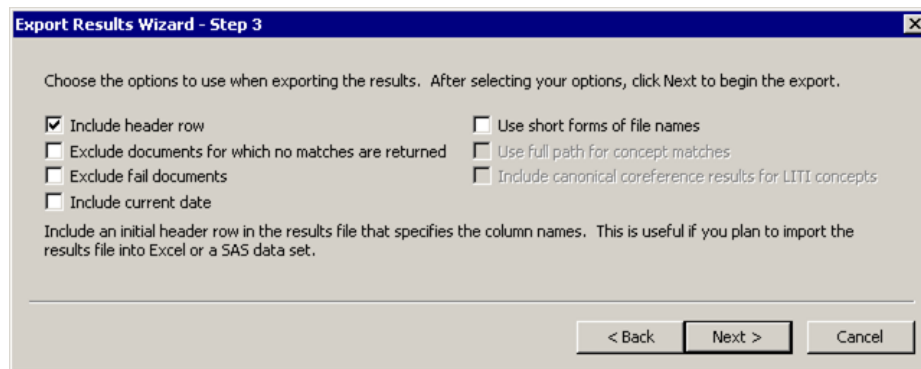 Export Results Wizard - Step 3
Choose the options to use when exporting the results.  After selecting your options, click Next to begin the export.
Include header row
Exclude documents for which no matches are returned
Exclude fail documents
Include current date
Use short forms of file names
Use full path for concept matches
Include canonical coreference results for LITI concepts
Include an initial header row in the results file that specifies the column names.  This is useful if you plan to import the
results file into Excel or a SAS data set.
< Back
Next >
Cancel